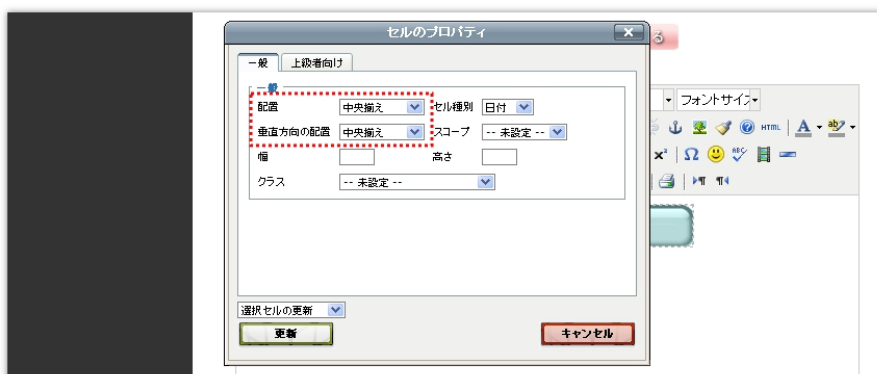 セルのプロパティ
る
一般 上級者向け
一般
配置 中央揃え セル種別 日付
垂直方向の配置 中央揃え スコープ -- 未設定 --
幅 高さ
クラス -- 未設定 --
選択セルの更新
更新 キャンセル
フォントサイズ
HTML A ab
x² Ω ABC